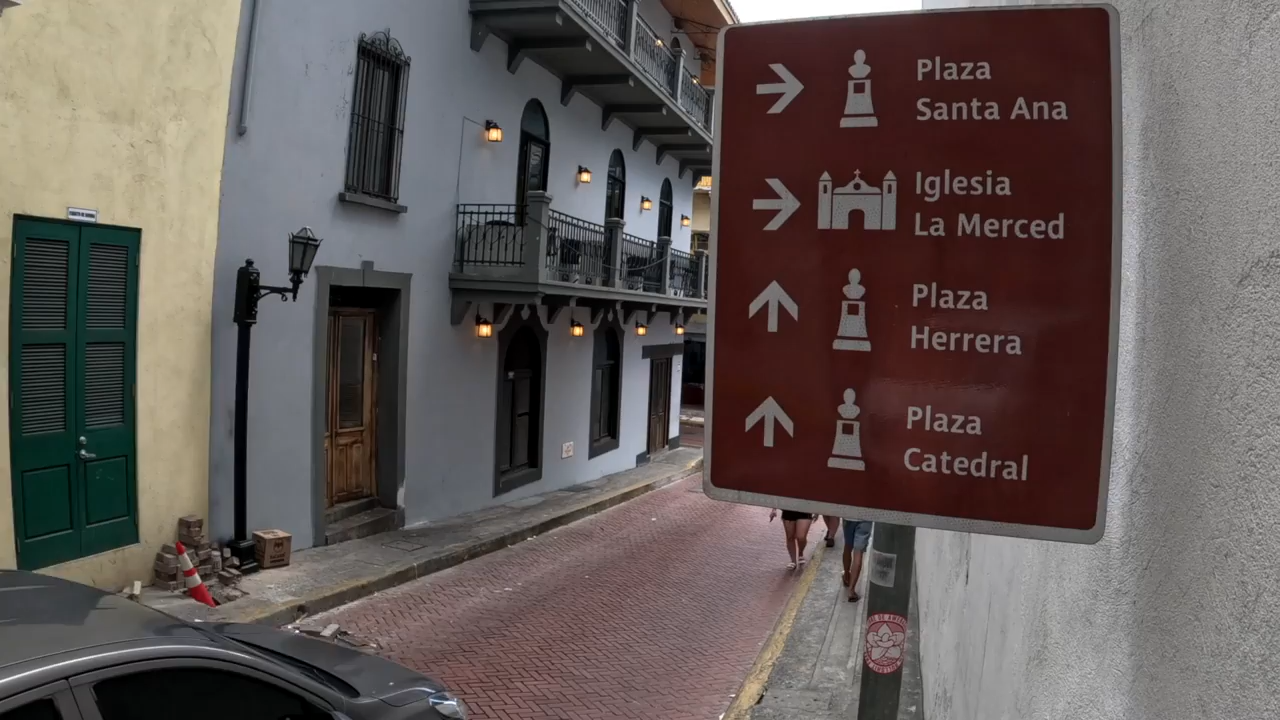 Plaza
Santa Ana
Iglesia
La Merced
Plaza
Herrera
Plaza
Catedral